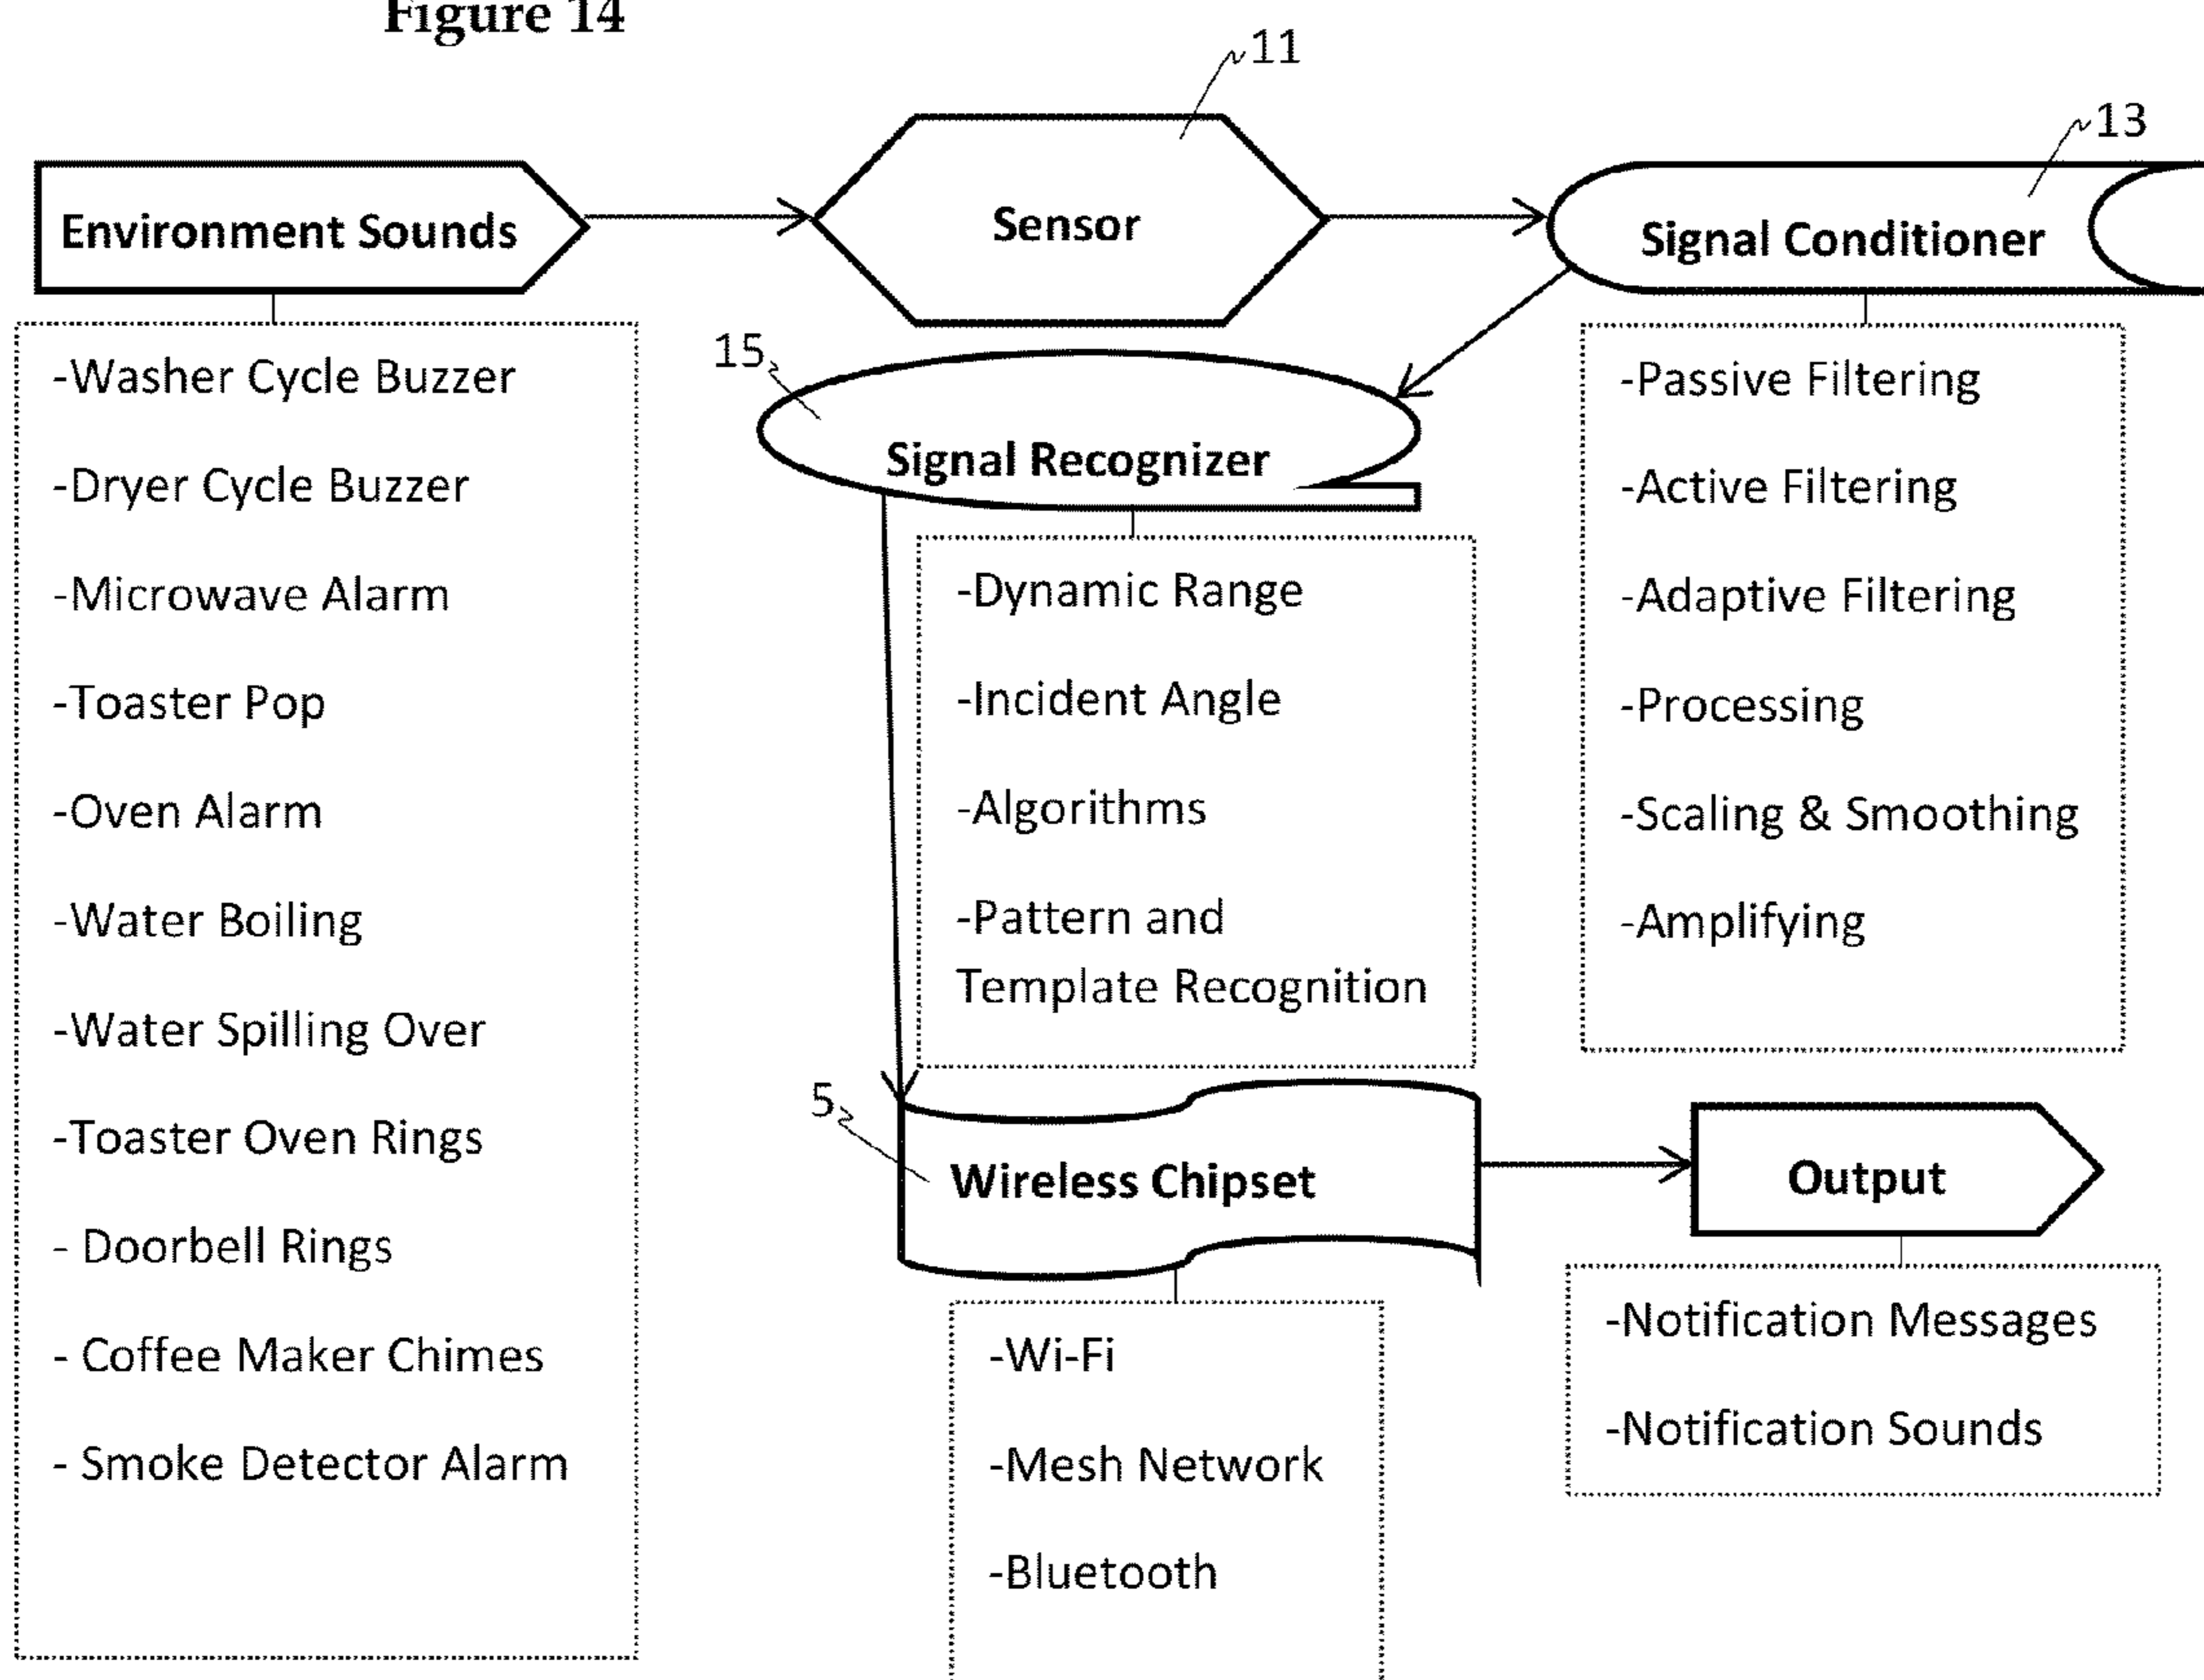 Figure 14
11
13
Environment Sounds
Sensor
Signal Conditioner
-Washer Cycle Buzzer
-Dryer Cycle Buzzer
-Microwave Alarm
-Toaster Pop
-Oven Alarm
-Water Boiling
-Water Spilling Over
-Toaster Oven Rings
- Doorbell Rings
- Coffee Maker Chimes
- Smoke Detector Alarm
15
Signal Recognizer
-Dynamic Range
-Incident Angle
-Algorithms
-Pattern and
Template Recognition
-Passive Filtering
-Active Filtering
-Adaptive Filtering
-Processing
-Scaling & Smoothing
-Amplifying
5
Wireless Chipset
-Wi-Fi
-Mesh Network
-Bluetooth
Output
-Notification Messages
-Notification Sounds